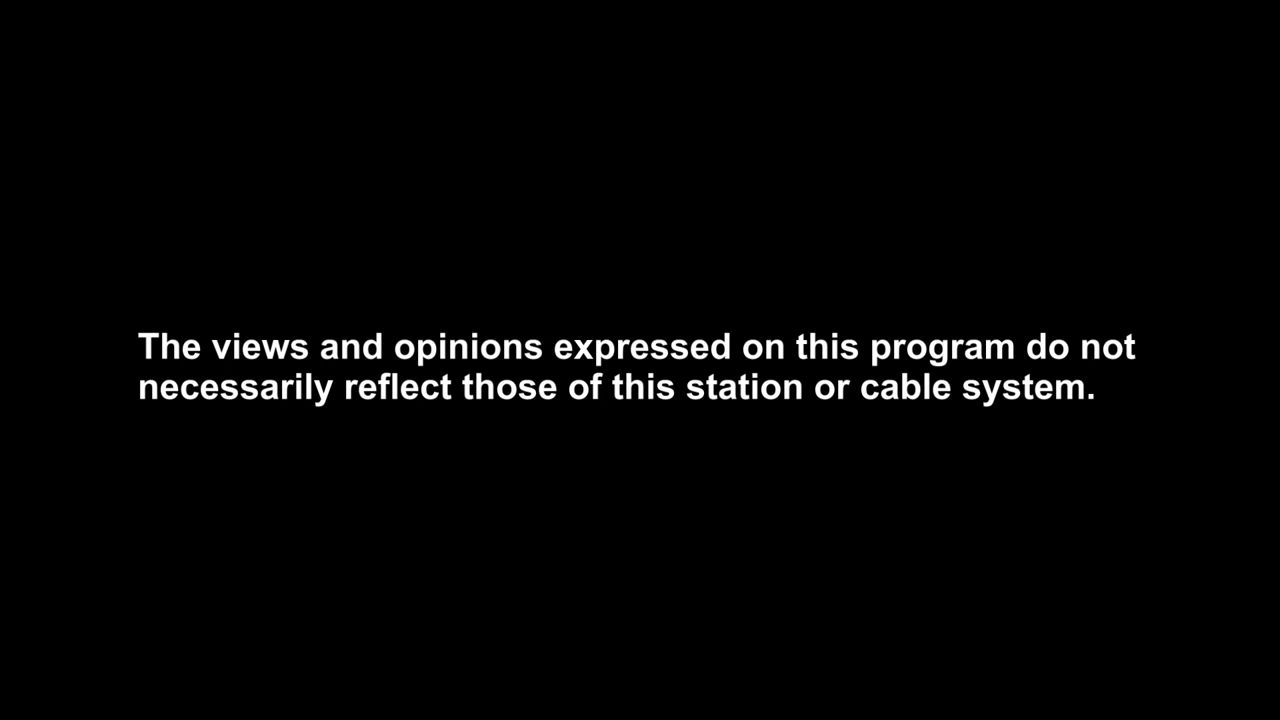 The views and opinions expressed on this program do not
necessarily reflect those of this station or cable system.